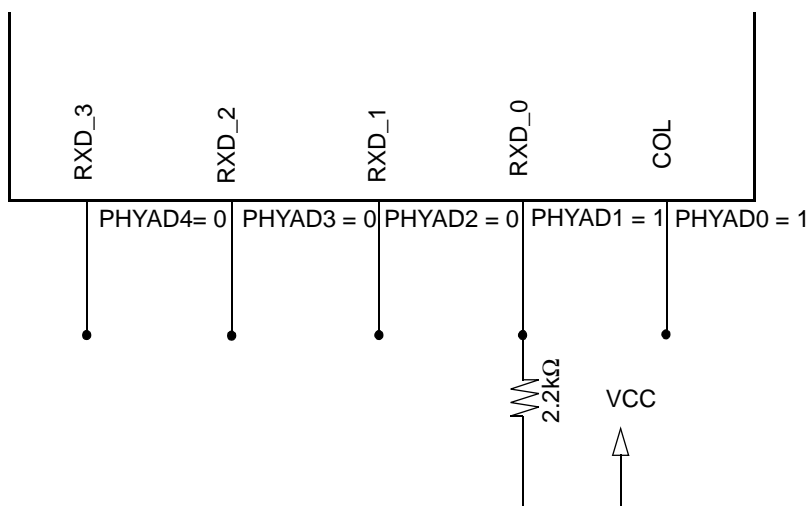 RXD_3
RXD_2
RXD_1
RXD_0
COL
PHYAD4= 0
PHYAD3 = 0
PHYAD2 = 0
PHYAD1 = 1
PHYAD0 = 1
2.2kΩ
VCC